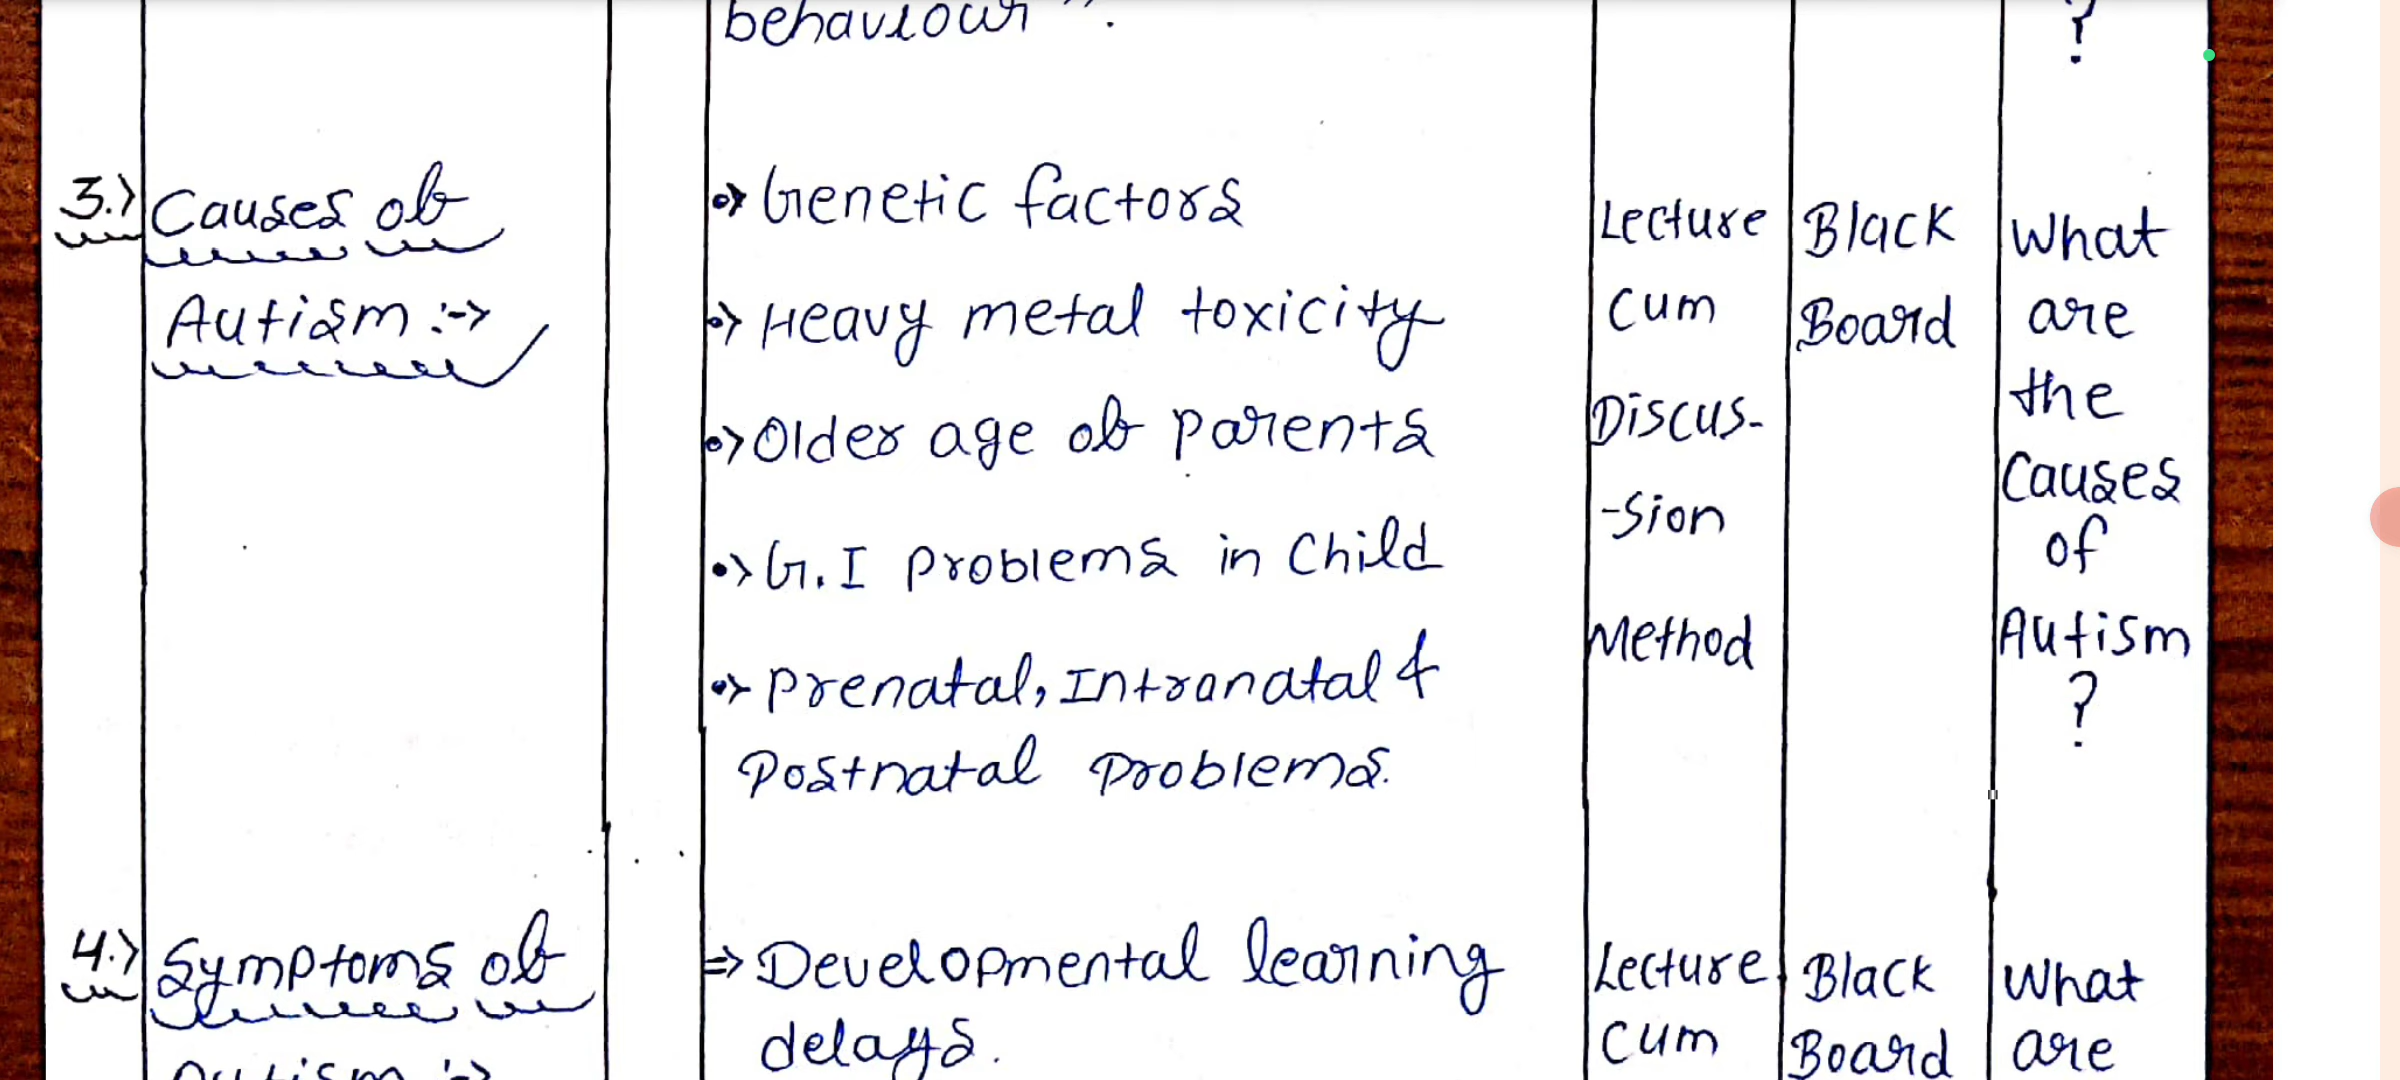 behaviour".
?
3.) Causes of
Autism :->
-> Genetic factors
-> Heavy metal toxicity
-> Older age of parents
-> G.I Problems in Child
-> Prenatal, Intranatal &
Postnatal Problems.
Lecture
Cum
Discus-
-Sion
Method
Black
Board
What
are
the
Causes
of
Autism
?
4.) Symptoms of
Autism :->
=> Developmental learning
delays.
Lecture
Cum
Black
Board
What
are